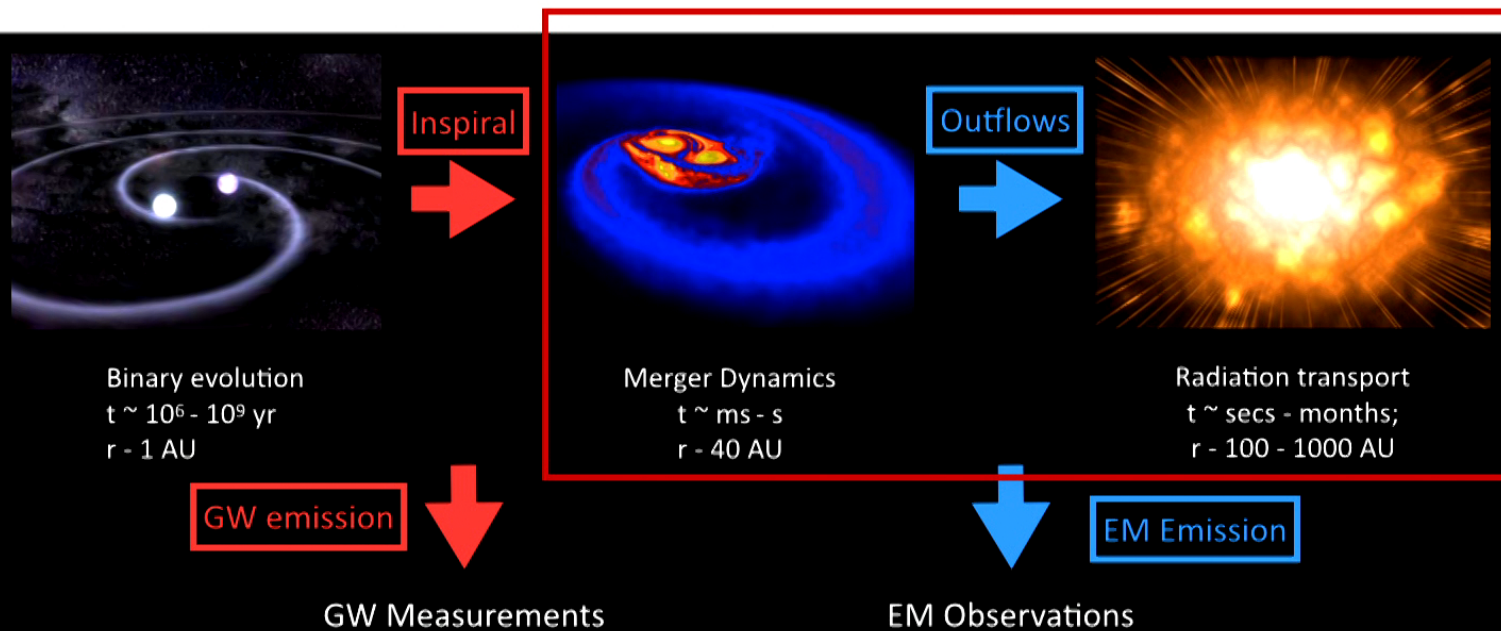 Inspiral
Outflows
Binary evolution
t ~ 10⁶ - 10⁹ yr
r - 1 AU
Merger Dynamics
t ~ ms - s
r - 40 AU
Radiation transport
t ~ secs - months;
r - 100 - 1000 AU
GW emission
EM Emission
GW Measurements
EM Observations